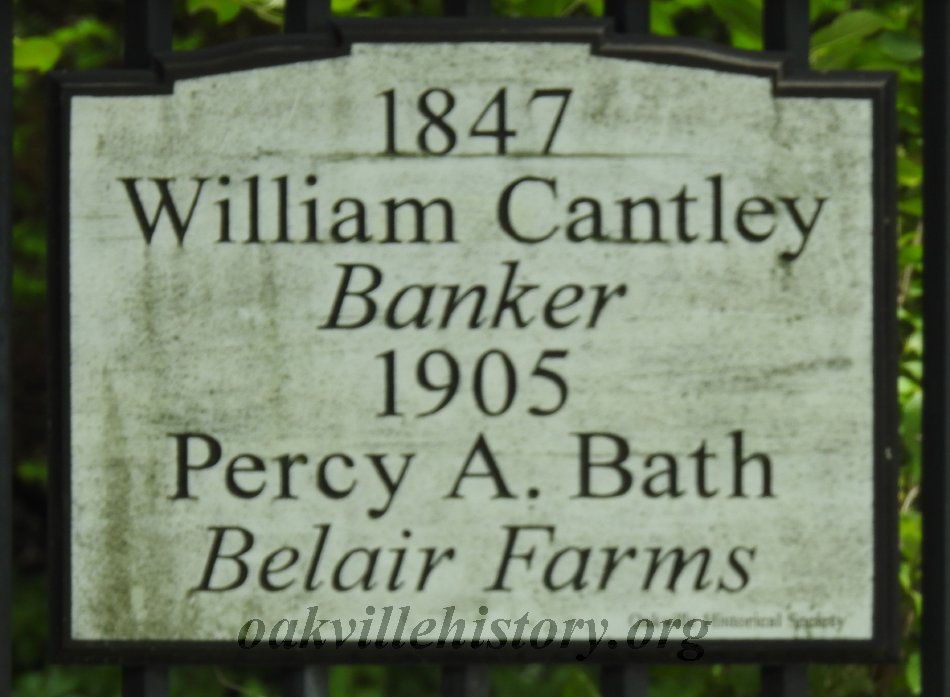 1847
William Cantley
Banker
1905
Percy A. Bath
Belair Farms
Oakville Historical Society
oakvillehistory.org